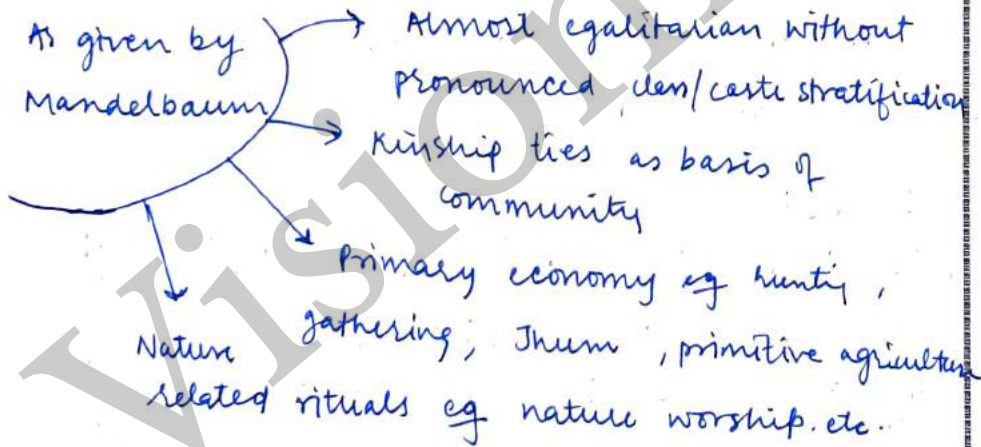 As given by
Mandelbaum
Almost egalitarian without
pronounced class/caste stratification
Kinship ties as basis of
community
Primary economy eg hunting,
gathering, Jhum, primitive agriculture
Nature
related rituals eg nature worship. etc.
Vision